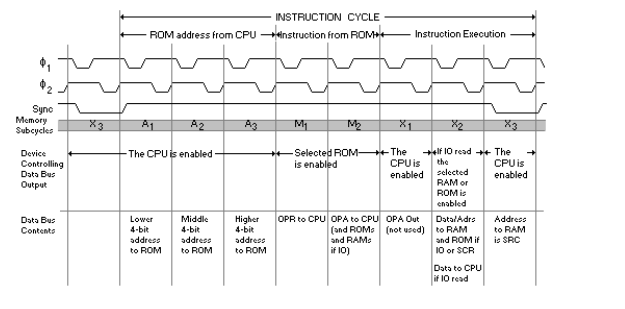 INSTRUCTION CYCLE
ROM address from CPU
Instruction from ROM
Instruction Execution
ϕ1
ϕ2
Sync
Memory
Subcycles
X3 A1 A2 A3 M1 M2 X1 X2 X3
Device
Controlling
Data Bus
Output
The CPU is enabled
Selected ROM
is enabled
The
CPU is
enabled
If IO read
the
selected
RAM or
ROM is
enabled
The
CPU is
enabled
Data Bus
Contents
Lower
4-bit
address
to ROM
Middle
4-bit
address
to ROM
Higher
4-bit
address
to ROM
OPR to CPU
OPA to CPU
(and ROMs
and RAMs
if IO)
OPA Out
(not used)
Data/Adrs
to RAM
and ROM if
IO or SCR
Data to CPU
if IO read
Address
to RAM
is SRC